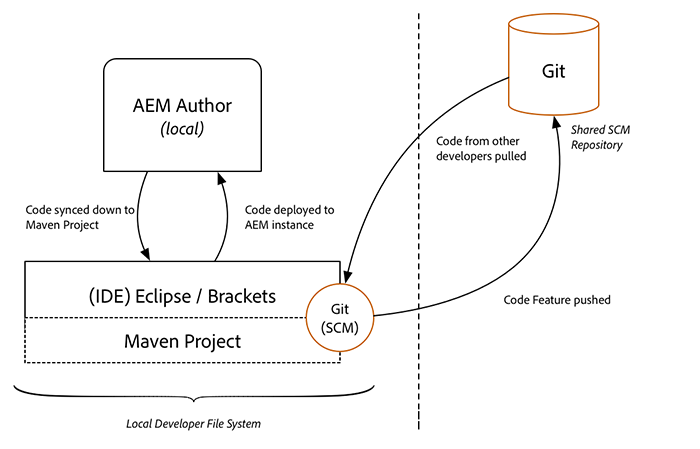 Git
AEM Author
(local)
Shared SCM
Repository
Code from other
developers pulled
Code synced down to
Maven Project
Code deployed to
AEM instance
(IDE) Eclipse / Brackets
Git
(SCM)
Code Feature pushed
Maven Project
Local Developer File System